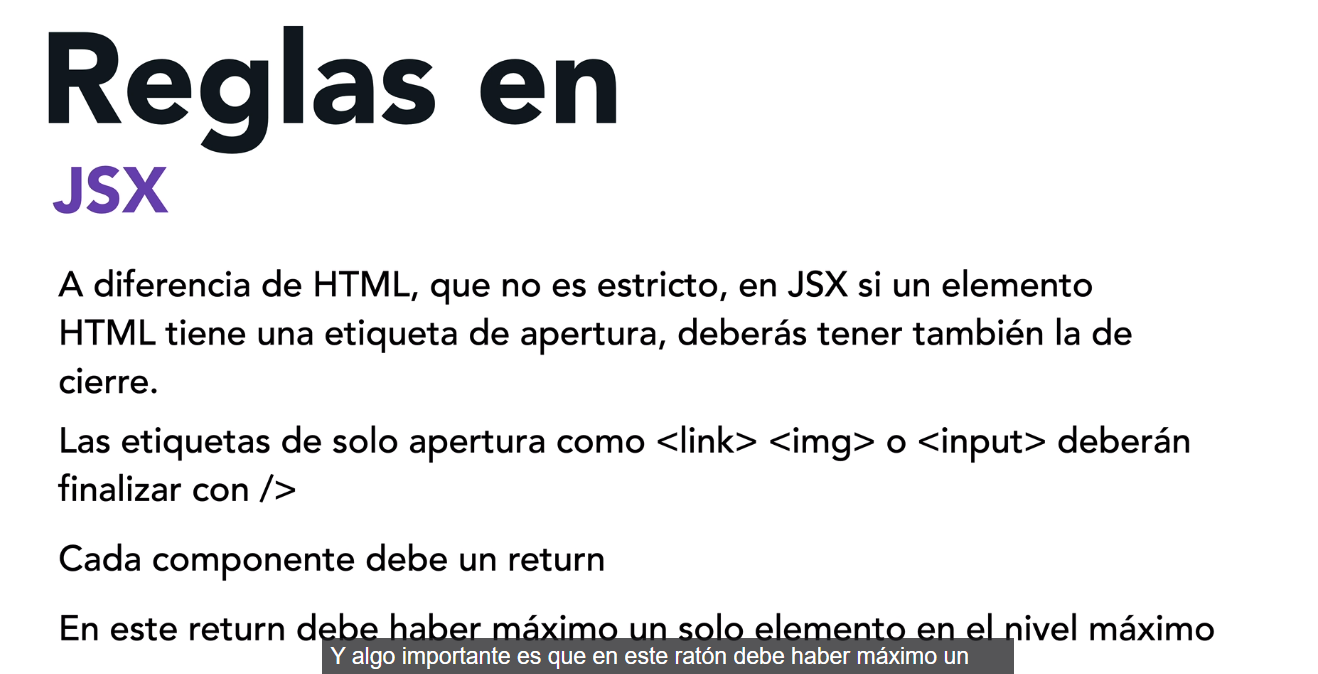 Reglas en
JSX
A diferencia de HTML, que no es estricto, en JSX si un elemento
HTML tiene una etiqueta de apertura, deberás tener también la de
cierre.
Las etiquetas de solo apertura como <link> <img> o <input> deberán
finalizar con />
Cada componente debe un return
En este return debe haber máximo un solo elemento en el nivel máximo
Y algo importante es que en este ratón debe haber máximo un